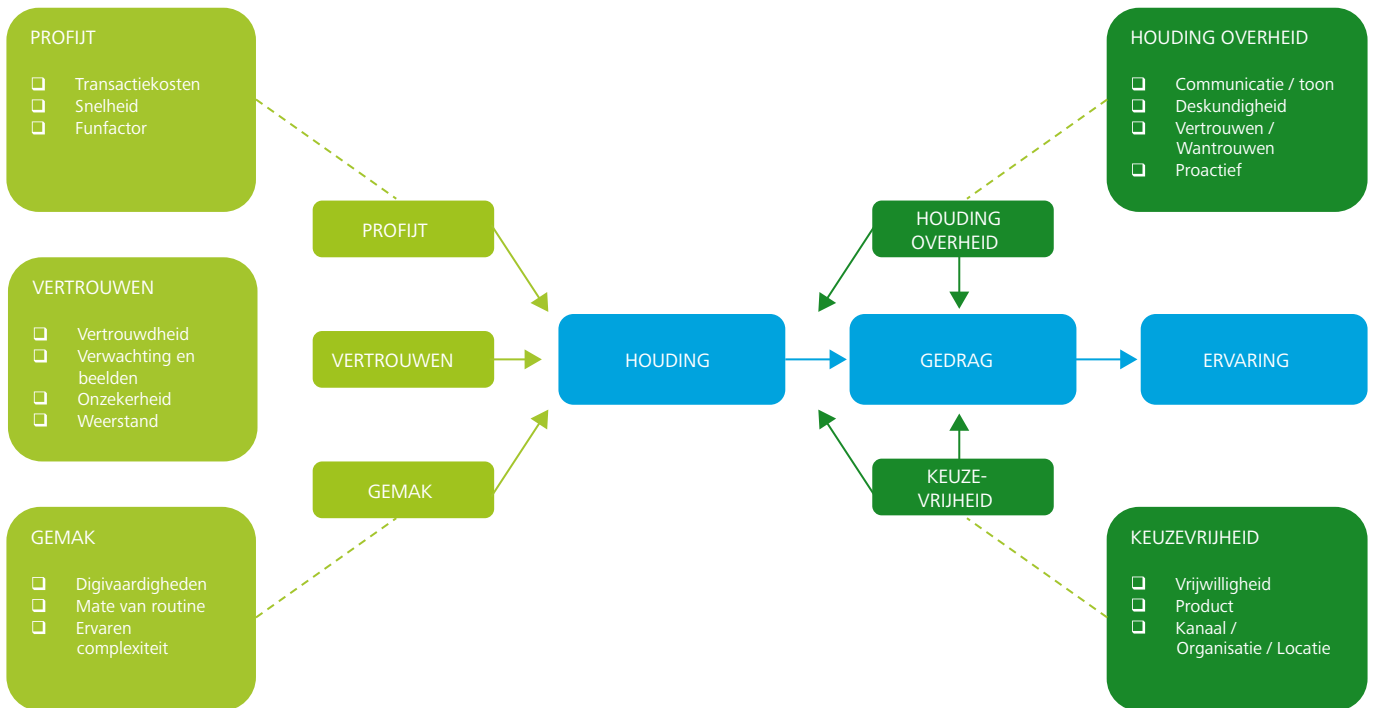 PROFIJT
❑ Transactiekosten
❑ Snelheid
❑ Funfactor
VERTROUWEN
❑ Vertrouwdheid
❑ Verwachting en
beelden
❑ Onzekerheid
❑ Weerstand
GEMAK
❑ Digivaardigheden
❑ Mate van routine
❑ Ervaren
complexiteit
PROFIJT
VERTROUWEN
GEMAK
HOUDING
HOUDING
OVERHEID
GEDRAG
KEUZE-
VRIJHEID
ERVARING
HOUDING OVERHEID
❑ Communicatie / toon
❑ Deskundigheid
❑ Vertrouwen /
Wantrouwen
❑ Proactief
KEUZEVRIJHEID
❑ Vrijwilligheid
❑ Product
❑ Kanaal /
Organisatie / Locatie